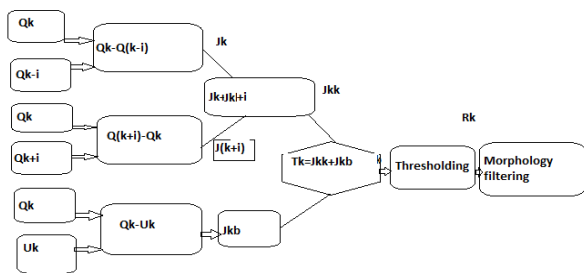 Qk
Qk-Q(k-i)
Jk
Qk-i
Jk+Jkl+i
Jkk
Qk
Q(k+i)-Qk
J(k+i)
Rk
Qk+i
Tk=Jkk+Jkb
Thresholding
Morphology
filtering
Qk
Qk-Uk
Jkb
Uk